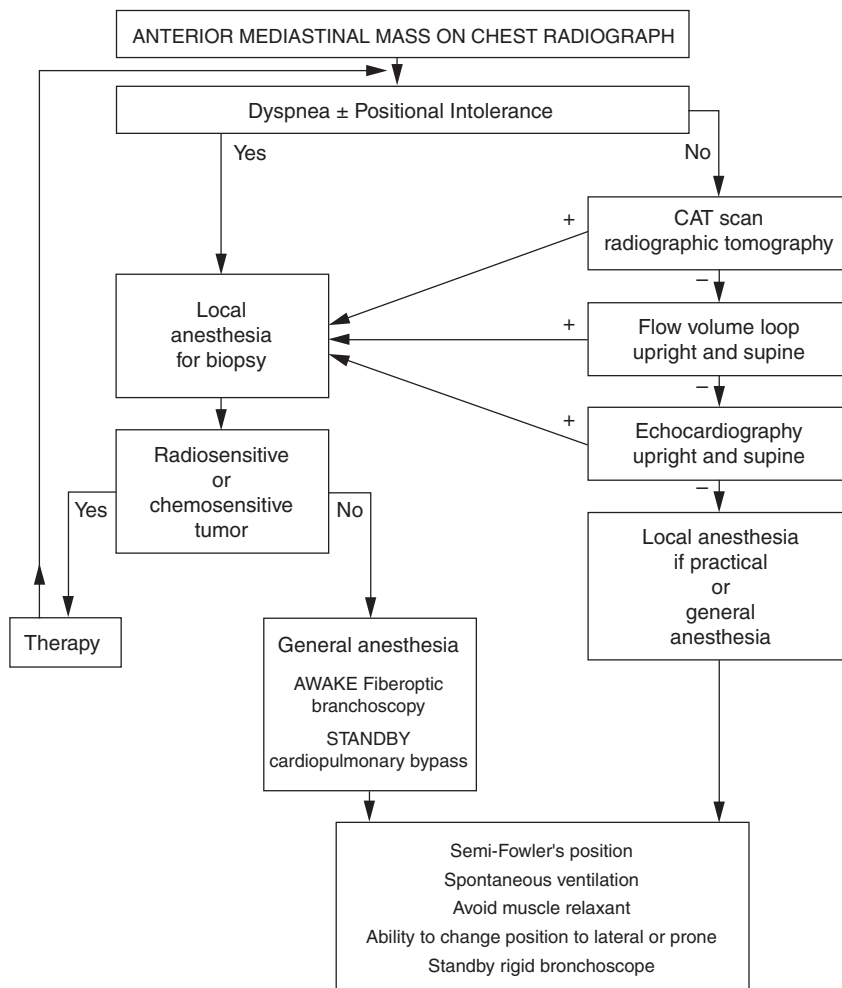 ANTERIOR MEDIASTINAL MASS ON CHEST RADIOGRAPH
Dyspnea ± Positional Intolerance
Yes
No
+
CAT scan
radiographic tomography
–
Local
anesthesia
for biopsy
+
Flow volume loop
upright and supine
–
+
Echocardiography
upright and supine
–
Radiosensitive
or
chemosensitive
tumor
Yes
No
Local anesthesia
if practical
or
general
anesthesia
Therapy
General anesthesia
AWAKE Fiberoptic
branchoscopy
STANDBY
cardiopulmonary bypass
Semi-Fowler's position
Spontaneous ventilation
Avoid muscle relaxant
Ability to change position to lateral or prone
Standby rigid bronchoscope